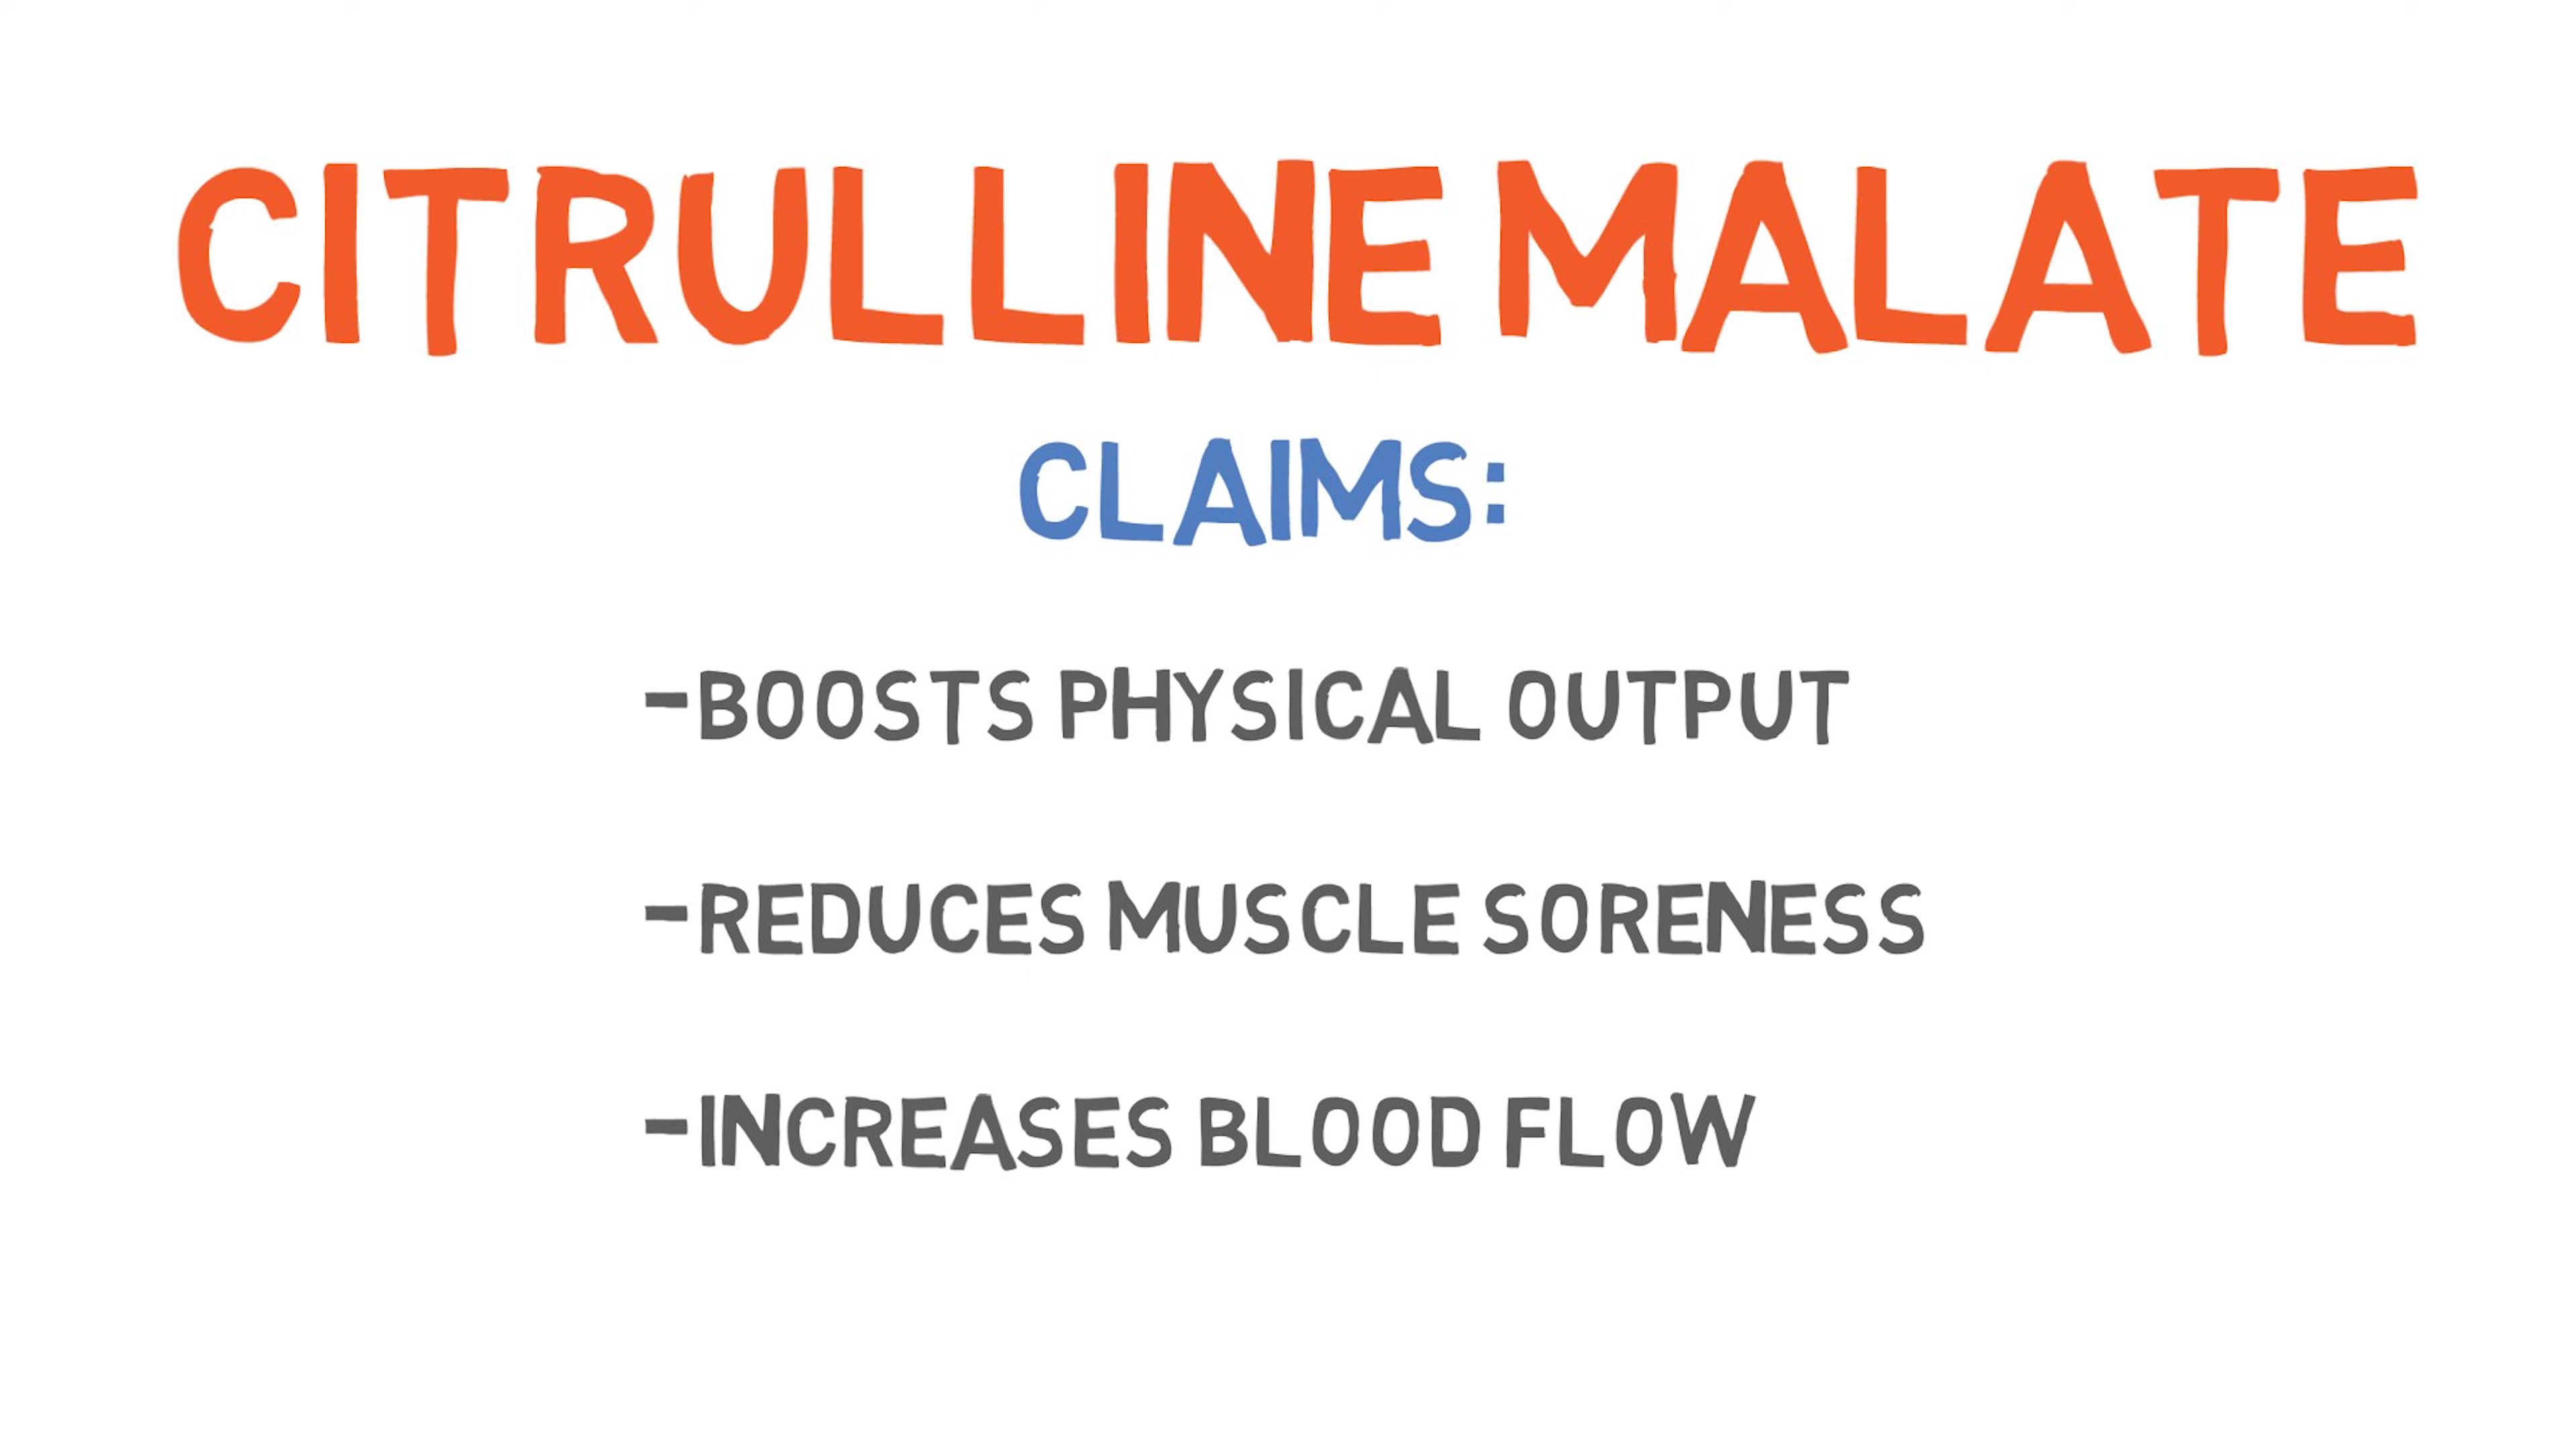 CITRULLINE MALATE
CLAIMS:
-BOOSTS PHYSICAL OUTPUT
-REDUCES MUSCLE SORENESS
-INCREASES BLOOD FLOW